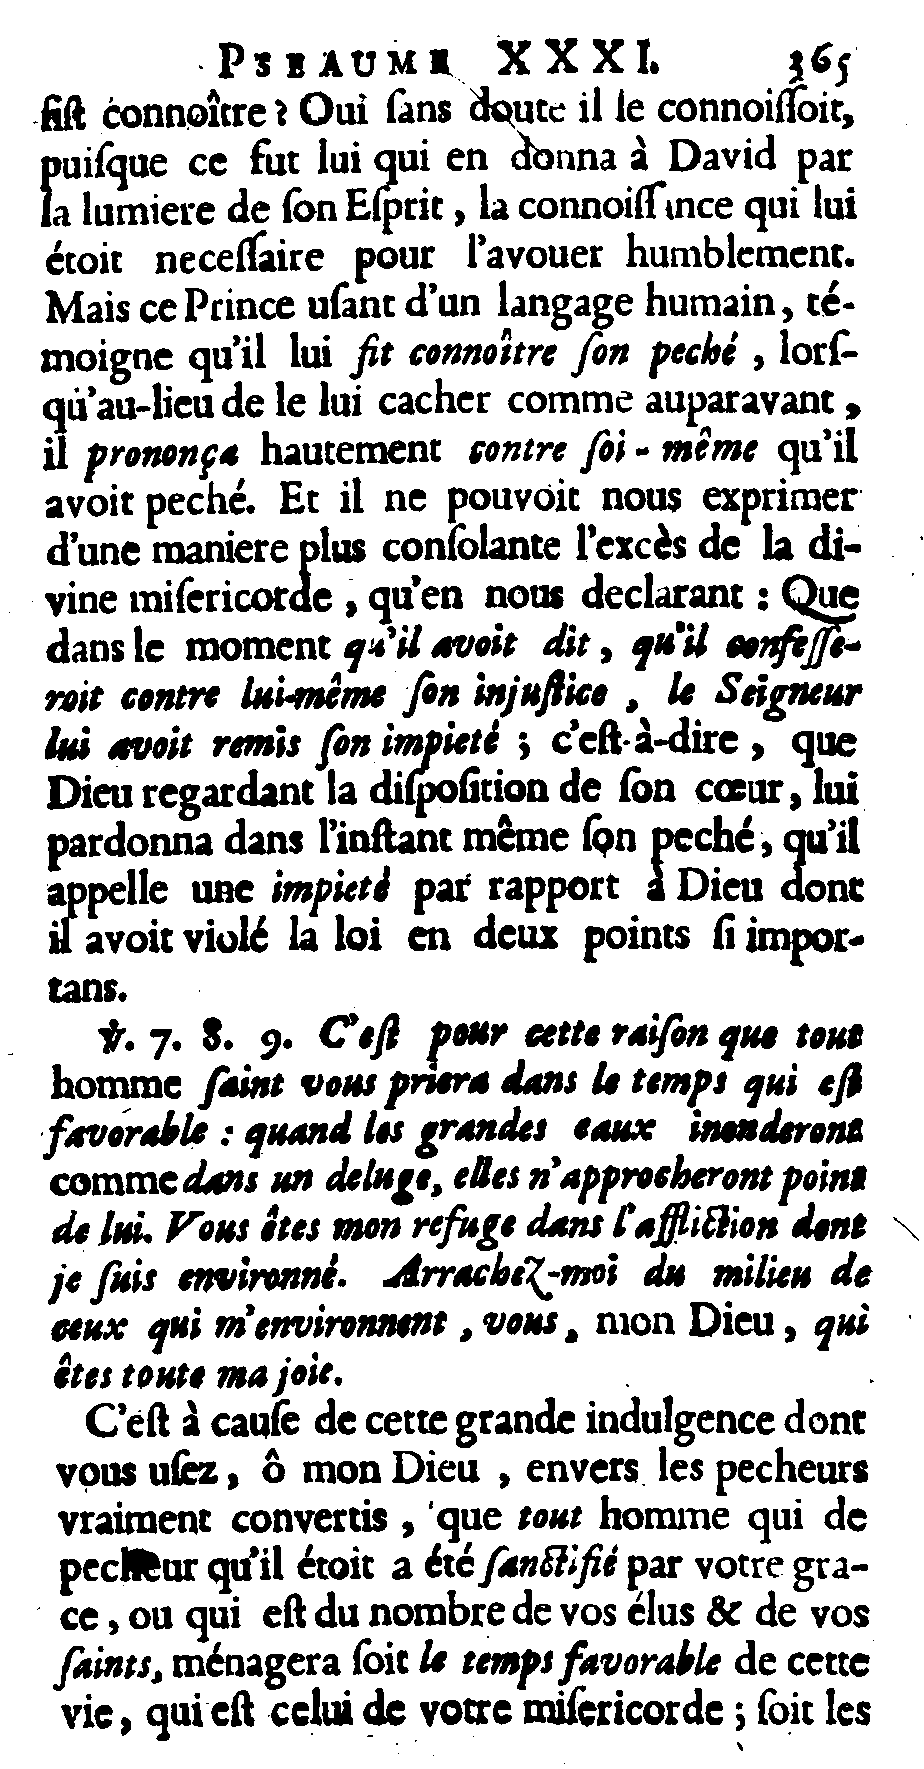 PSEAUME XXXI. 365
fiſt connoître? Oui ſans doute il le connoiſſoit,
puiſque ce fut lui qui en donna à David par
la lumiere de ſon Eſprit, la connoiſſance qui lui
étoit neceſſaire pour l'avouer humblement.
Mais ce Prince uſant d'un langage humain, té-
moigne qu'il lui fit connoître ſon peché, lorſ-
qu'au-lieu de le lui cacher comme auparavant,
il prononça hautement contre ſoi-même qu'il
avoit peché. Et il ne pouvoit nous exprimer
d'une maniere plus conſolante l'excès de la di-
vine miſericorde, qu'en nous declarant : Que
dans le moment qu'il avoit dit, qu'il confeſſe-
roit contre lui-même ſon injuſtice, le Seigneur
lui avoit remis ſon impieté ; c'eſt-à-dire, que
Dieu regardant la diſpoſition de ſon cœur, lui
pardonna dans l'inſtant même ſon peché, qu'il
appelle une impieté par rapport à Dieu dont
il avoit violé la loi en deux points ſi impor-
tans.
℣. 7. 8. 9. C'eſt pour cette raiſon que tout
homme ſaint vous priera dans le temps qui eſt
favorable : quand les grandes eaux inonderont
comme dans un deluge, elles n'approcheront point
de lui. Vous êtes mon refuge dans l'affliction dont
je ſuis environné. Arrachez-moi du milieu de
ceux qui m'environnent, vous, mon Dieu, qui
êtes toute ma joie.
C'eſt à cauſe de cette grande indulgence dont
vous uſez, ô mon Dieu, envers les pecheurs
vraiment convertis, que tout homme qui de
pecheur qu'il étoit a été ſanctifié par votre gra-
ce, ou qui eſt du nombre de vos élus & de vos
ſaints, ménagera ſoit le temps favorable de cette
vie, qui eſt celui de votre miſericorde ; ſoit les